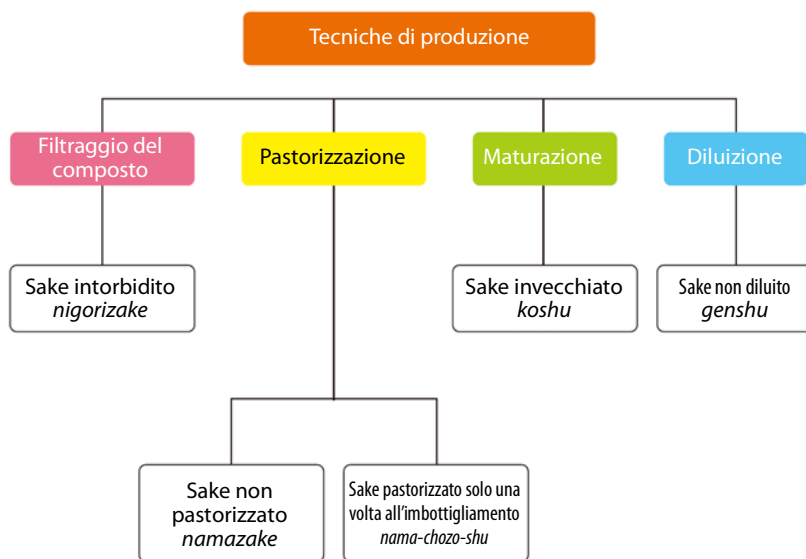 Tecniche di produzione
Filtraggio del
composto
Pastorizzazione
Maturazione
Diluizione
Sake intorbidito
nigorizake
Sake invecchiato
koshu
Sake non diluito
genshu
Sake non
pastorizzato
namazake
Sake pastorizzato solo una
volta all’imbottigliamento
nama-chozo-shu